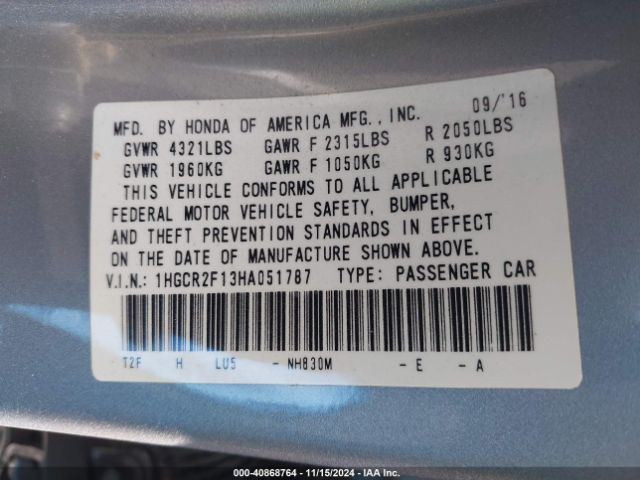 MFD. BY HONDA OF AMERICA MFG., INC. 09/'16
GVWR 4321LBS GAWR F 2315LBS R 2050LBS
GVWR 1960KG GAWR F 1050KG R 930KG
THIS VEHICLE CONFORMS TO ALL APPLICABLE
FEDERAL MOTOR VEHICLE SAFETY, BUMPER,
AND THEFT PREVENTION STANDARDS IN EFFECT
ON THE DATE OF MANUFACTURE SHOWN ABOVE.
V.I.N.: 1HGCR2F13HA051787 TYPE: PASSENGER CAR
T2F H LU5 - NH830M - E - A
000-40868764 - 11/15/2024 - IAA Inc.